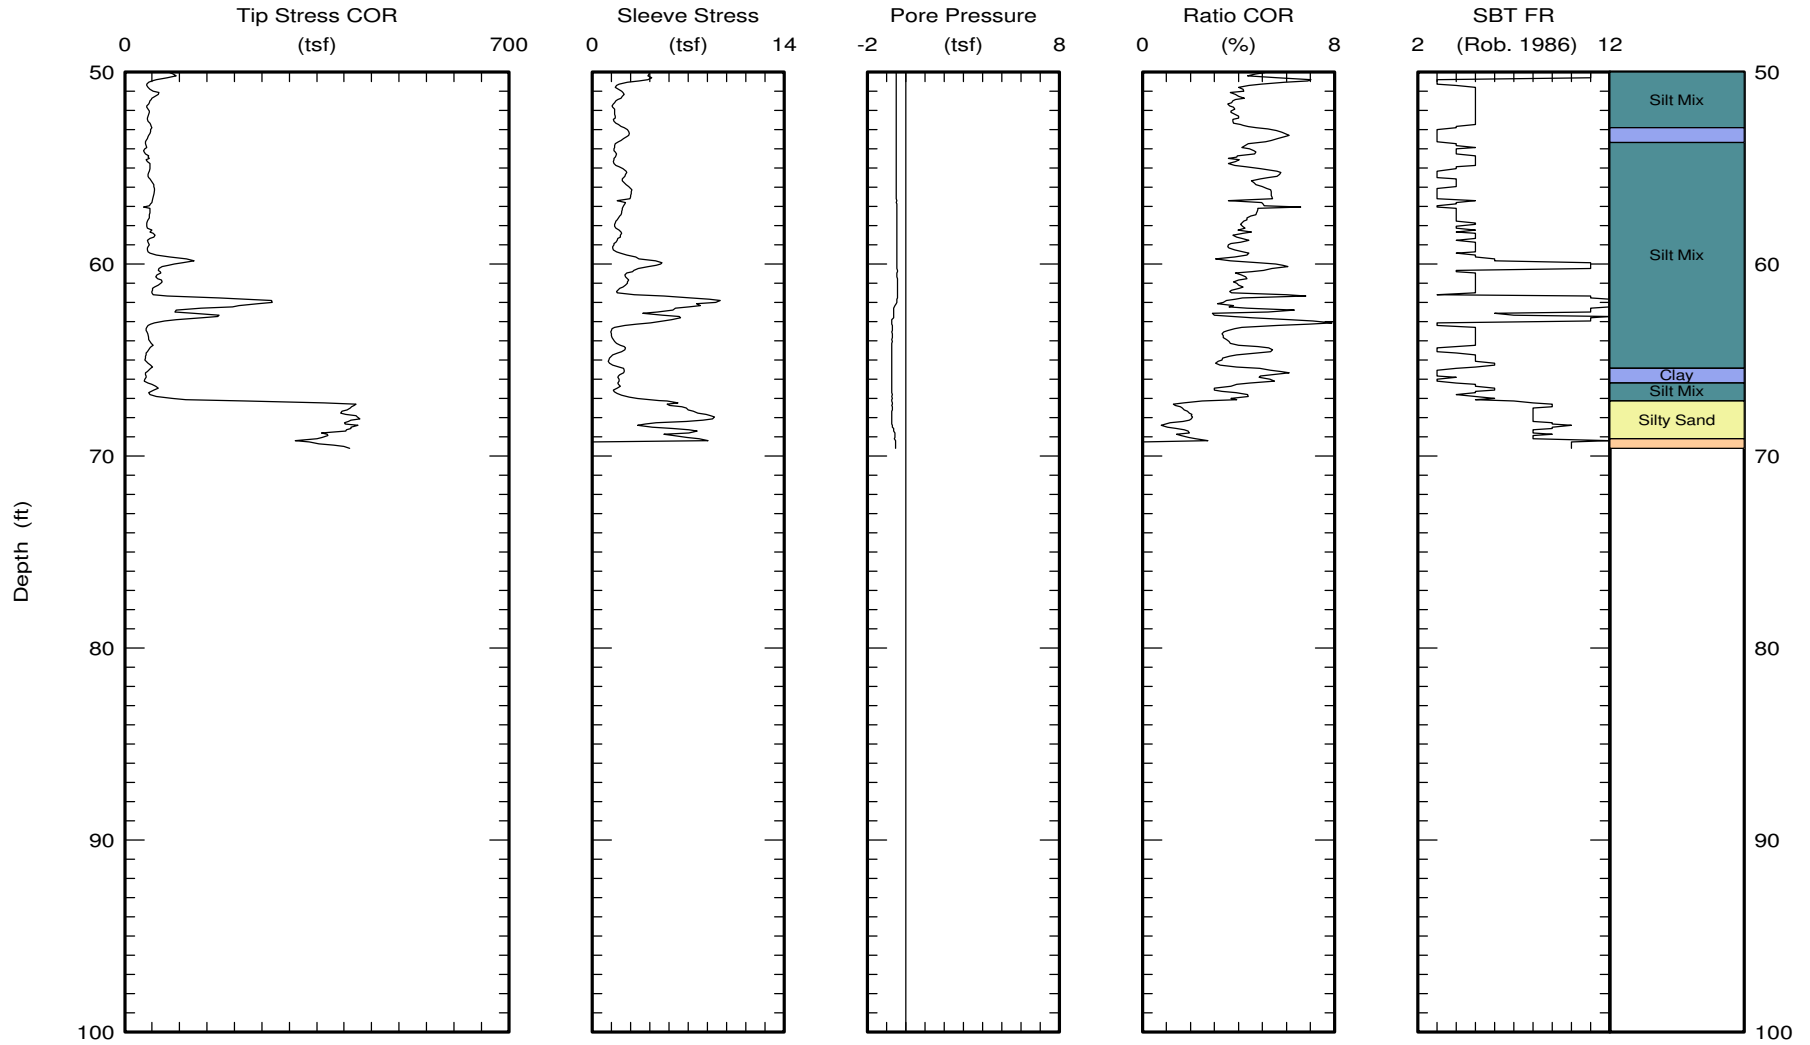 Tip Stress COR Sleeve Stress Pore Pressure Ratio COR SBT FR
0 (tsf) 700 0 (tsf) 14 -2 (tsf) 8 0 (%) 8 2 (Rob. 1986) 12
50 50
Silt Mix
Silt Mix
60 60
Clay
Silt Mix
Silty Sand
70 70
Depth (ft)
80 80
90 90
100 100